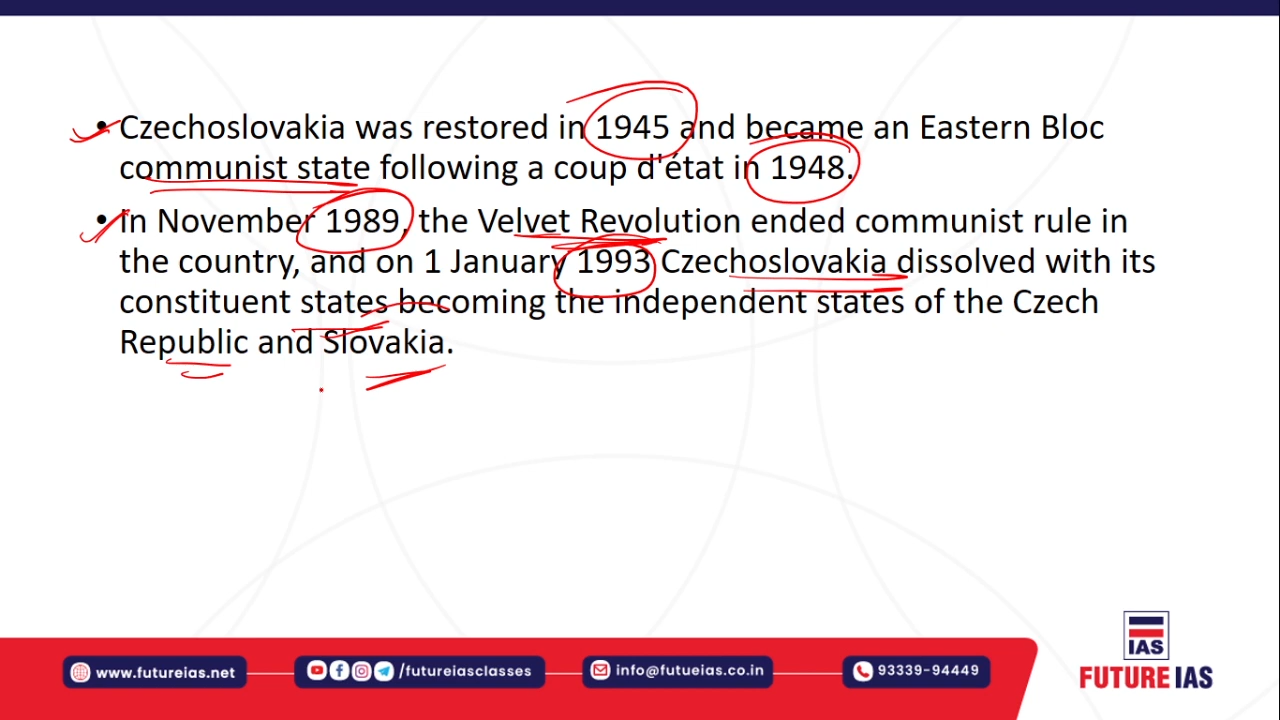 • Czechoslovakia was restored in 1945 and became an Eastern Bloc
communist state following a coup d'état in 1948.
• In November 1989, the Velvet Revolution ended communist rule in
the country, and on 1 January 1993 Czechoslovakia dissolved with its
constituent states becoming the independent states of the Czech
Republic and Slovakia.
IAS
www.futureias.net
/futureiasclasses
info@futueias.co.in
93339-94449
FUTURE IAS